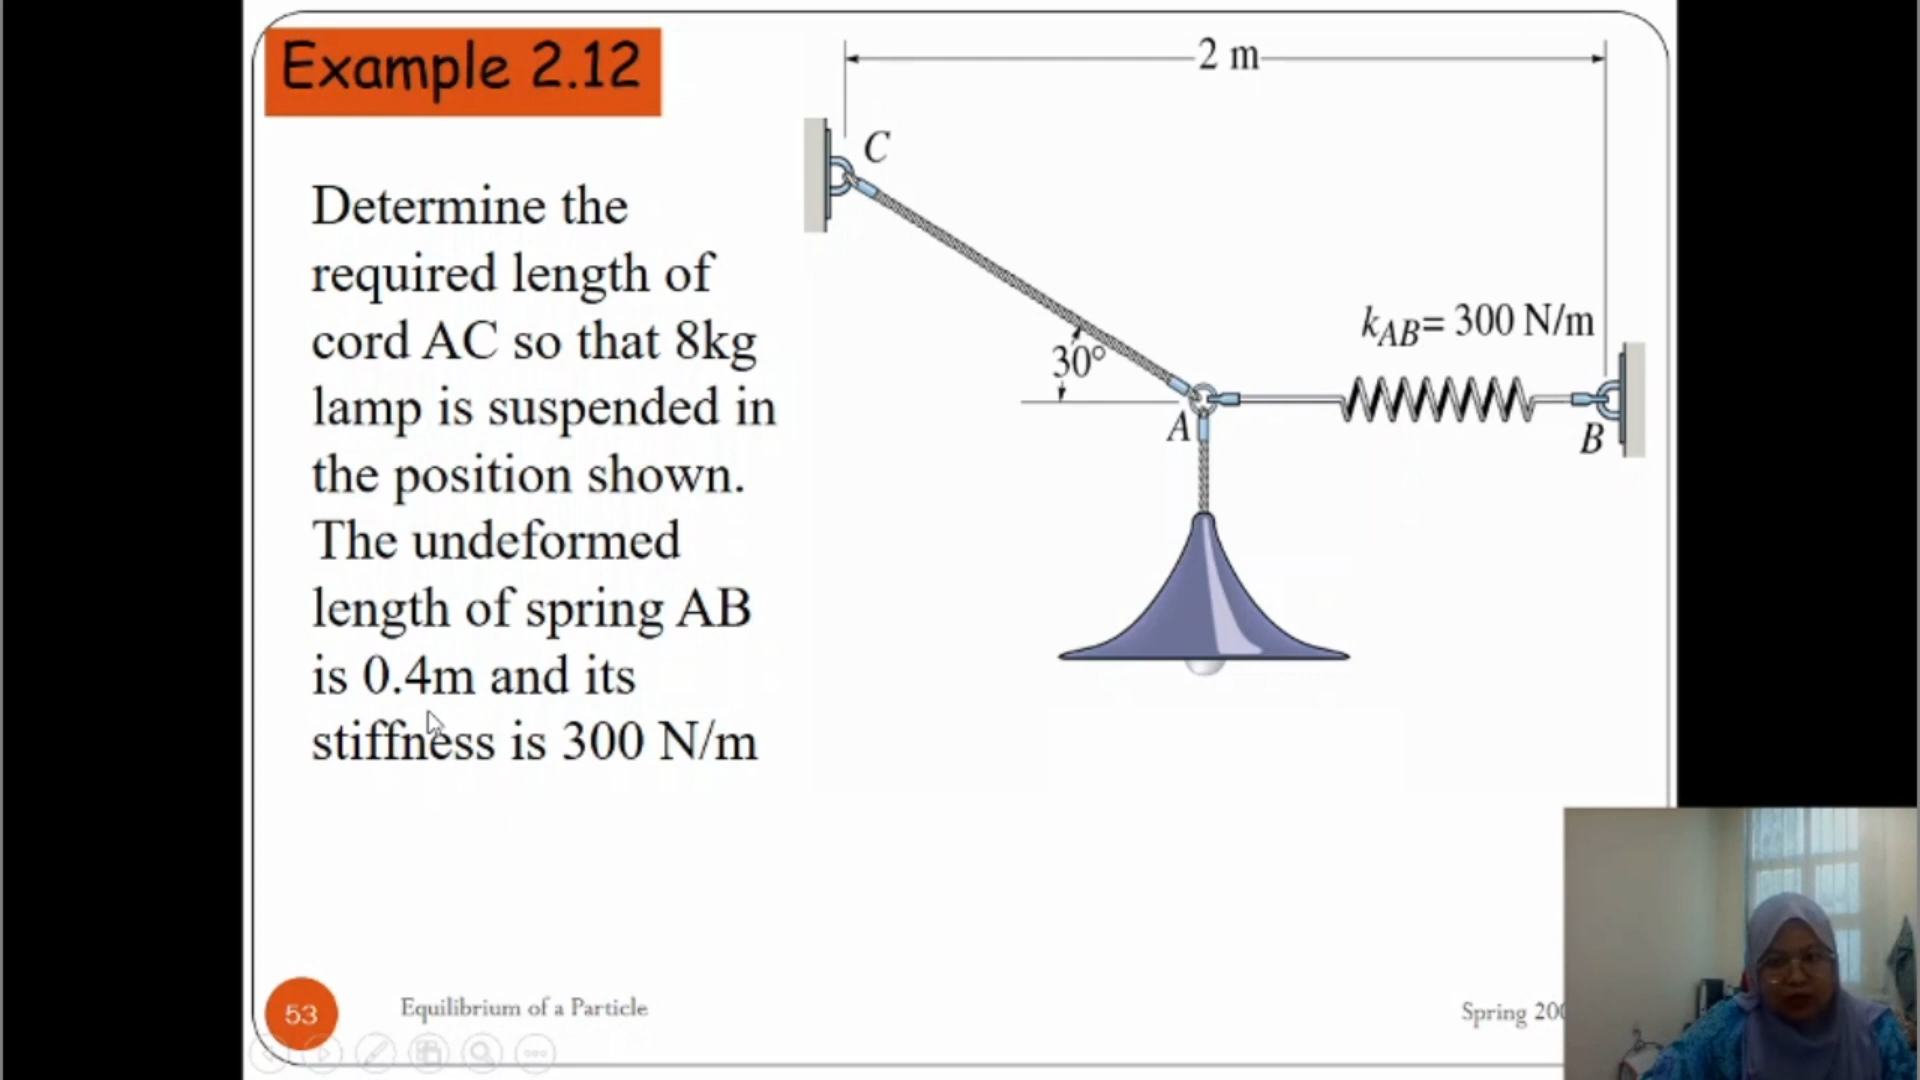 Example 2.12
Determine the
required length of
cord AC so that 8kg
lamp is suspended in
the position shown.
The undeformed
length of spring AB
is 0.4m and its
stiffness is 300 N/m
2 m
C
30°
A
k_AB= 300 N/m
B
53
Equilibrium of a Particle
Spring 200